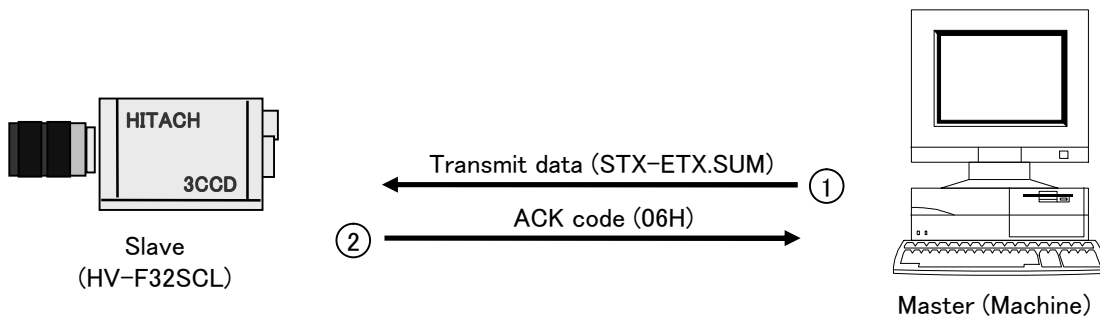 HITACH
3CCD
Slave
(HV-F32SCL)
Transmit data (STX-ETX.SUM)
①
ACK code (06H)
②
Master (Machine)